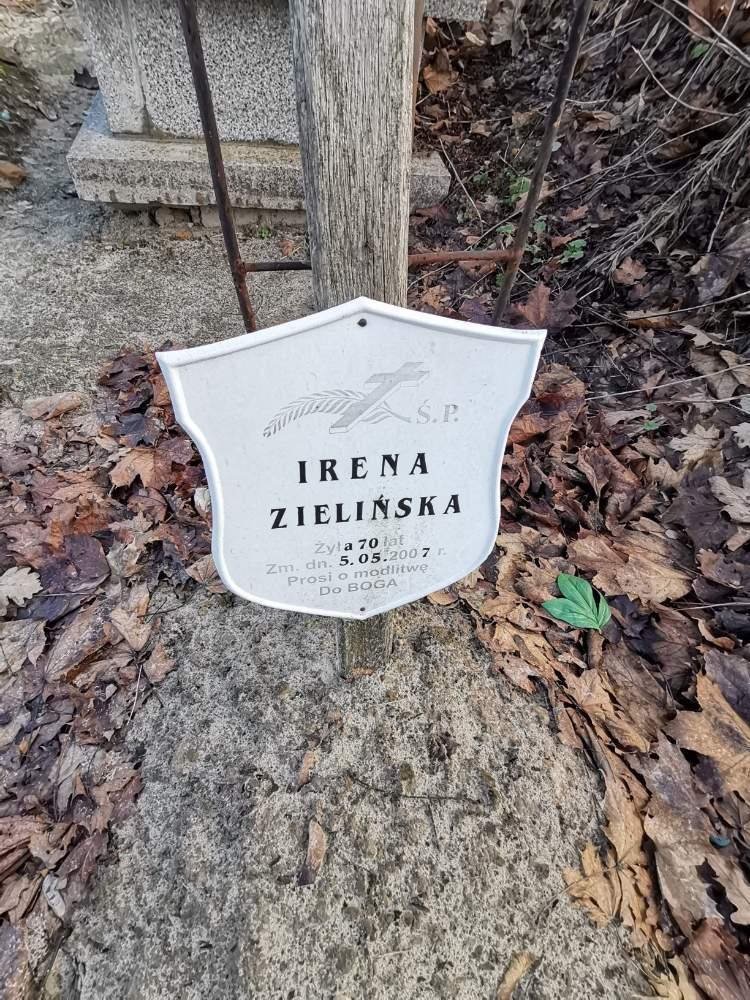 Ś.P.
IRENA
ZIELIŃSKA
Żyła 70 lat
Zm. dn. 5.05.2007 r.
Prosi o modlitwę
Do BOGA